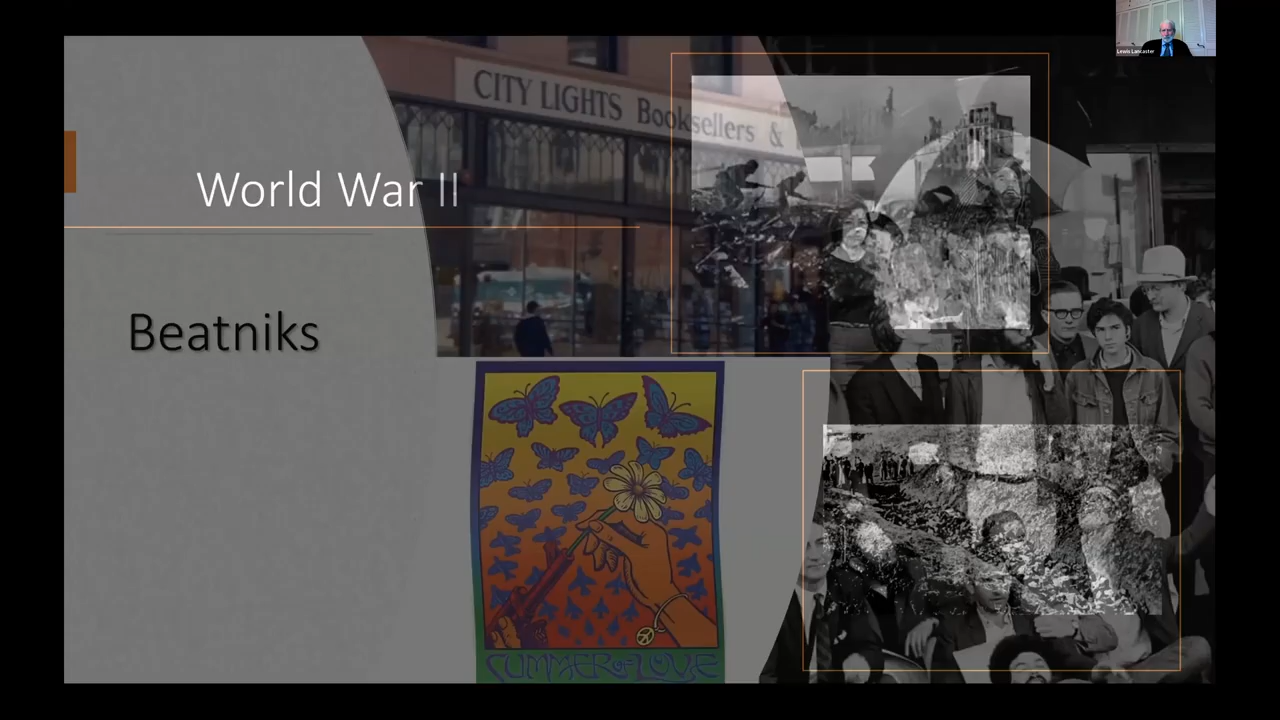 Lewis Lancaster
CITY LIGHTS Booksellers &
World War II
Beatniks
SUMMER OF LOVE